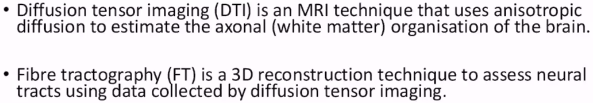 • Diffusion tensor imaging (DTI) is an MRI technique that uses anisotropic
diffusion to estimate the axonal (white matter) organisation of the brain.
• Fibre tractography (FT) is a 3D reconstruction technique to assess neural
tracts using data collected by diffusion tensor imaging.